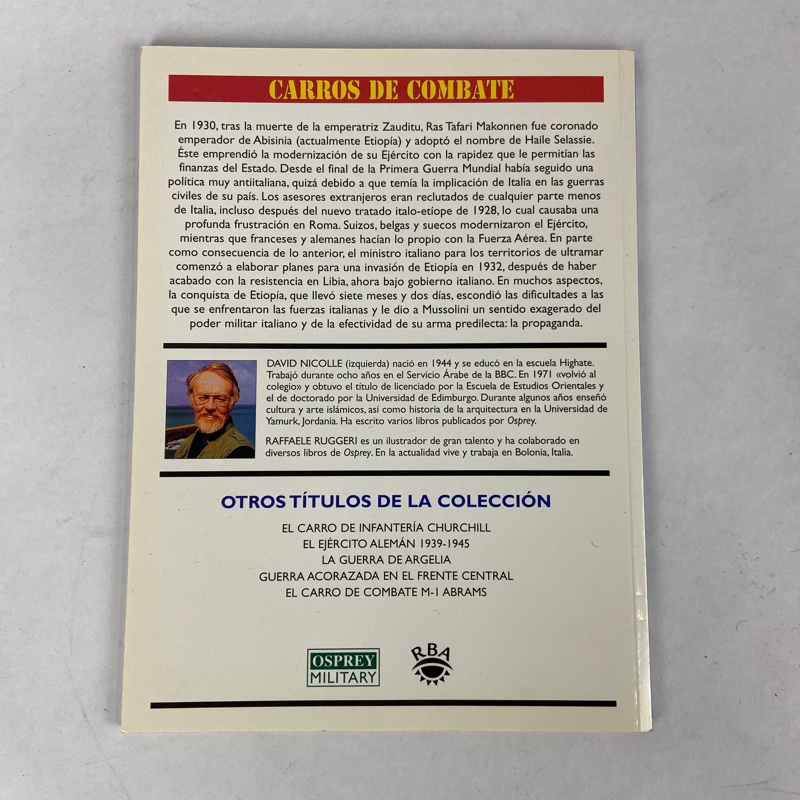 CARROS DE COMBATE
En 1930, tras la muerte de la emperatriz Zauditu, Ras Tafari Makonnen fue coronado
emperador de Abisinia (actualmente Etiopía) y adoptó el nombre de Haile Selassie.
Éste emprendió la modernización de su Ejército con la rapidez que le permitían las
finanzas del Estado. Desde el final de la Primera Guerra Mundial había seguido una
política muy antiitaliana, quizá debido a que temía la implicación de Italia en las guerras
civiles de su país. Los asesores extranjeros eran reclutados de cualquier parte menos
de Italia, incluso después del nuevo tratado italo-etíope de 1928, lo cual causaba una
profunda frustración en Roma. Suizos, belgas y suecos modernizaron el Ejército,
mientras que franceses y alemanes hacían lo propio con la Fuerza Aérea. En parte
como consecuencia de lo anterior, el ministro italiano para los territorios de ultramar
comenzó a elaborar planes para una invasión de Etiopía en 1932, después de haber
acabado con la resistencia en Libia, ahora bajo gobierno italiano. En muchos aspectos,
la conquista de Etiopía, que llevó siete meses y dos días, escondió las dificultades a las
que se enfrentaron las fuerzas italianas y le dio a Mussolini un sentido exagerado del
poder militar italiano y de la efectividad de su arma predilecta: la propaganda.
DAVID NICOLLE (izquierda) nació en 1944 y se educó en la escuela Highate.
Trabajó durante ocho años en el Servicio Árabe de la BBC. En 1971 «volvió al
colegio» y obtuvo el título de licenciado por la Escuela de Estudios Orientales y
el de doctorado por la Universidad de Edimburgo. Durante algunos años enseñó
cultura y arte islámicos, así como historia de la arquitectura en la Universidad de
Yamurk, Jordania. Ha escrito varios libros publicados por Osprey.
RAFFAELE RUGGERI es un ilustrador de gran talento y ha colaborado en
diversos libros de Osprey. En la actualidad vive y trabaja en Bolonia, Italia.
OTROS TÍTULOS DE LA COLECCIÓN
EL CARRO DE INFANTERÍA CHURCHILL
EL EJÉRCITO ALEMÁN 1939-1945
LA GUERRA DE ARGELIA
GUERRA ACORAZADA EN EL FRENTE CENTRAL
EL CARRO DE COMBATE M-1 ABRAMS
OSPREY
MILITARY
RBA